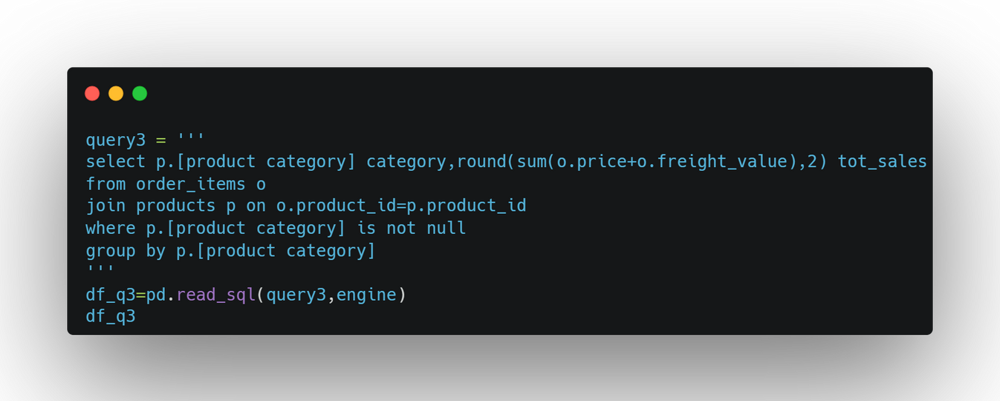 query3 = '''
select p.[product category] category,round(sum(o.price+o.freight_value),2) tot_sales
from order_items o
join products p on o.product_id=p.product_id
where p.[product category] is not null
group by p.[product category]
'''
df_q3=pd.read_sql(query3,engine)
df_q3